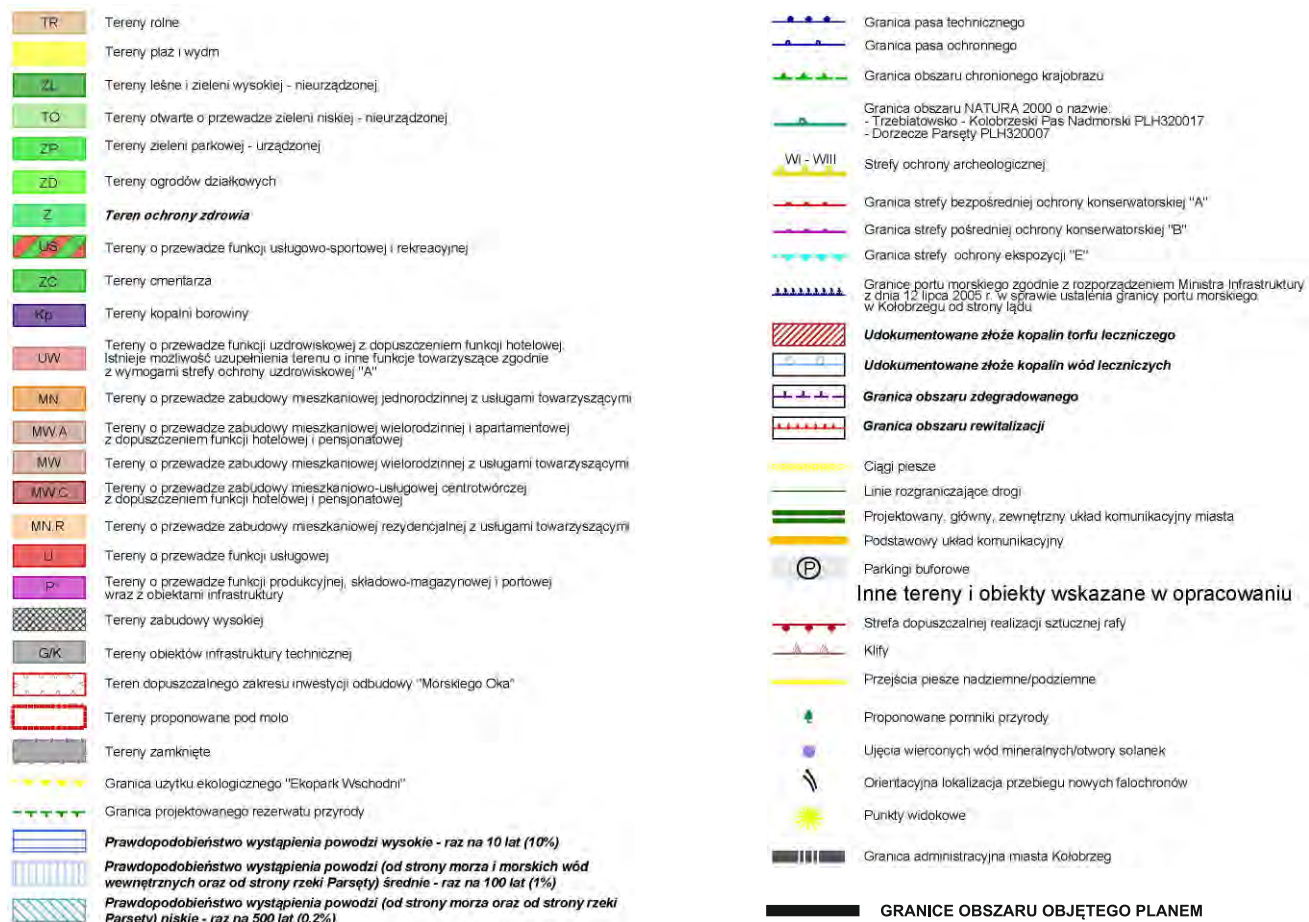 TR Tereny rolne
Tereny plaż i wydm
ZL Tereny leśne i zieleni wysokiej - nieurządzonej
TO Tereny otwarte o przewadze zieleni niskiej - nieurządzonej
ZP Tereny zieleni parkowej - urządzonej
ZD Tereny ogrodów działkowych
Z Teren ochrony zdrowia
US Tereny o przewadze funkcji usługowo-sportowej i rekreacyjnej
ZC Tereny cmentarza
Kp Tereny kopalni borowiny
UW Tereny o przewadze funkcji uzdrowiskowej z dopuszczeniem funkcji hotelowej.
Istnieje możliwość uzupełnienia terenu o inne funkcje towarzyszące zgodnie
z wymogami strefy ochrony uzdrowiskowej "A"
MN Tereny o przewadze zabudowy mieszkaniowej jednorodzinnej z usługami towarzyszącymi
MW.A Tereny o przewadze zabudowy mieszkaniowej wielorodzinnej i apartamentowej
z dopuszczeniem funkcji hotelowej i pensjonatowej
MW Tereny o przewadze zabudowy mieszkaniowej wielorodzinnej z usługami towarzyszącymi
MW.C Tereny o przewadze zabudowy mieszkaniowo-usługowej centrotwórczej
z dopuszczeniem funkcji hotelowej i pensjonatowej
MN.R Tereny o przewadze zabudowy mieszkaniowej rezydencjalnej z usługami towarzyszącymi
U Tereny o przewadze funkcji usługowej
P Tereny o przewadze funkcji produkcyjnej, składowo-magazynowej i portowej
wraz z obiektami infrastruktury
Tereny zabudowy wysokiej
G/K Tereny obiektów infrastruktury technicznej
Teren dopuszczalnego zakresu inwestycji odbudowy "Morskiego Oka"
Tereny proponowane pod molo
Tereny zamknięte
Granica użytku ekologicznego "Ekopark Wschodni"
Granica projektowanego rezerwatu przyrody
Prawdopodobieństwo wystąpienia powodzi wysokie - raz na 10 lat (10%)
Prawdopodobieństwo wystąpienia powodzi (od strony morza i morskich wód
wewnętrznych oraz od strony rzeki Parsęty) średnie - raz na 100 lat (1%)
Prawdopodobieństwo wystąpienia powodzi (od strony morza oraz od strony rzeki
Parsęty) niskie - raz na 500 lat (0,2%)
Granica pasa technicznego
Granica pasa ochronnego
Granica obszaru chronionego krajobrazu
Granica obszaru NATURA 2000 o nazwie:
- Trzebiatowsko - Kołobrzeski Pas Nadmorski PLH320017
- Dorzecze Parsęty PLH320007
WI - WIII Strefy ochrony archeologicznej
Granica strefy bezpośredniej ochrony konserwatorskiej "A"
Granica strefy pośredniej ochrony konserwatorskiej "B"
Granica strefy ochrony ekspozycji "E"
Granice portu morskiego zgodnie z rozporządzeniem Ministra Infrastruktury
z dnia 12 lipca 2005 r. w sprawie ustalenia granicy portu morskiego
w Kołobrzegu od strony lądu
Udokumentowane złoże kopalin torfu leczniczego
Udokumentowane złoże kopalin wód leczniczych
Granica obszaru zdegradowanego
Granica obszaru rewitalizacji
Ciągi piesze
Linie rozgraniczające drogi
Projektowany, główny, zewnętrzny układ komunikacyjny miasta
Podstawowy układ komunikacyjny
P Parkingi buforowe
Inne tereny i obiekty wskazane w opracowaniu
Strefa dopuszczalnej realizacji sztucznej rafy
Klify
Przejścia piesze nadziemne/podziemne
Proponowane pomniki przyrody
Ujęcia wierconych wód mineralnych/otwory solanek
Orientacyjna lokalizacja przebiegu nowych falochronów
Punkty widokowe
Granica administracyjna miasta Kołobrzeg
GRANICE OBSZARU OBJĘTEGO PLANEM